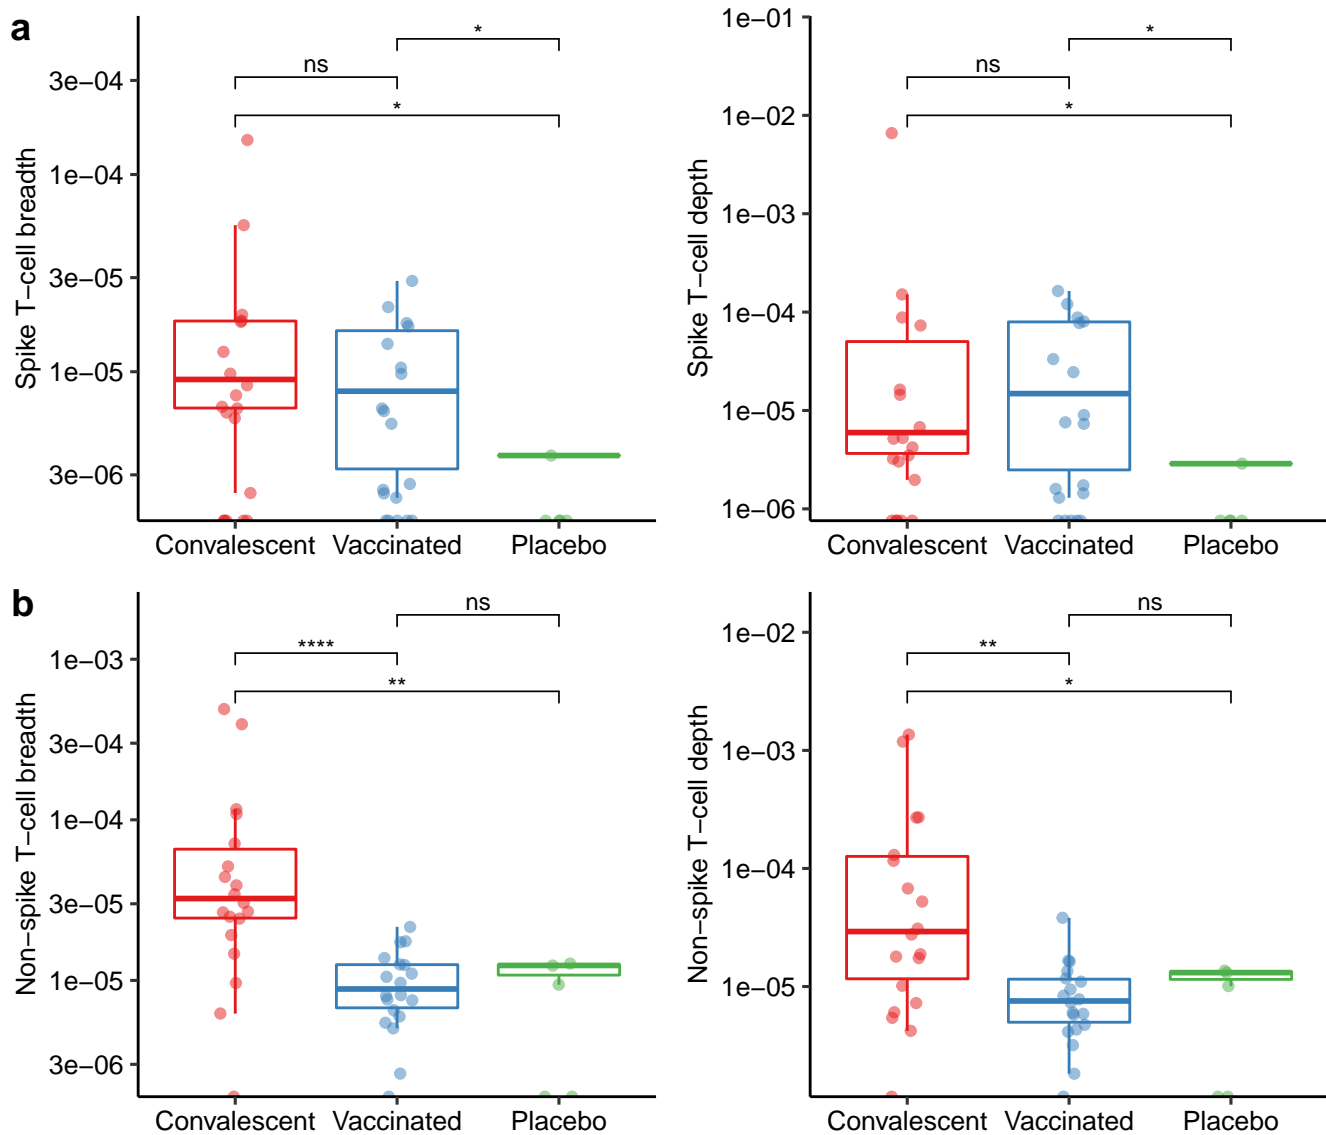 a
Spike T−cell breadth
3e−04
1e−04
3e−05
1e−05
3e−06
*
ns
*
Convalescent
Vaccinated
Placebo
Spike T−cell depth
1e−01
1e−02
1e−03
1e−04
1e−05
1e−06
*
ns
*
Convalescent
Vaccinated
Placebo
b
Non−spike T−cell breadth
1e−03
3e−04
1e−04
3e−05
1e−05
3e−06
ns
****
**
Convalescent
Vaccinated
Placebo
Non−spike T−cell depth
1e−02
1e−03
1e−04
1e−05
ns
**
*
Convalescent
Vaccinated
Placebo